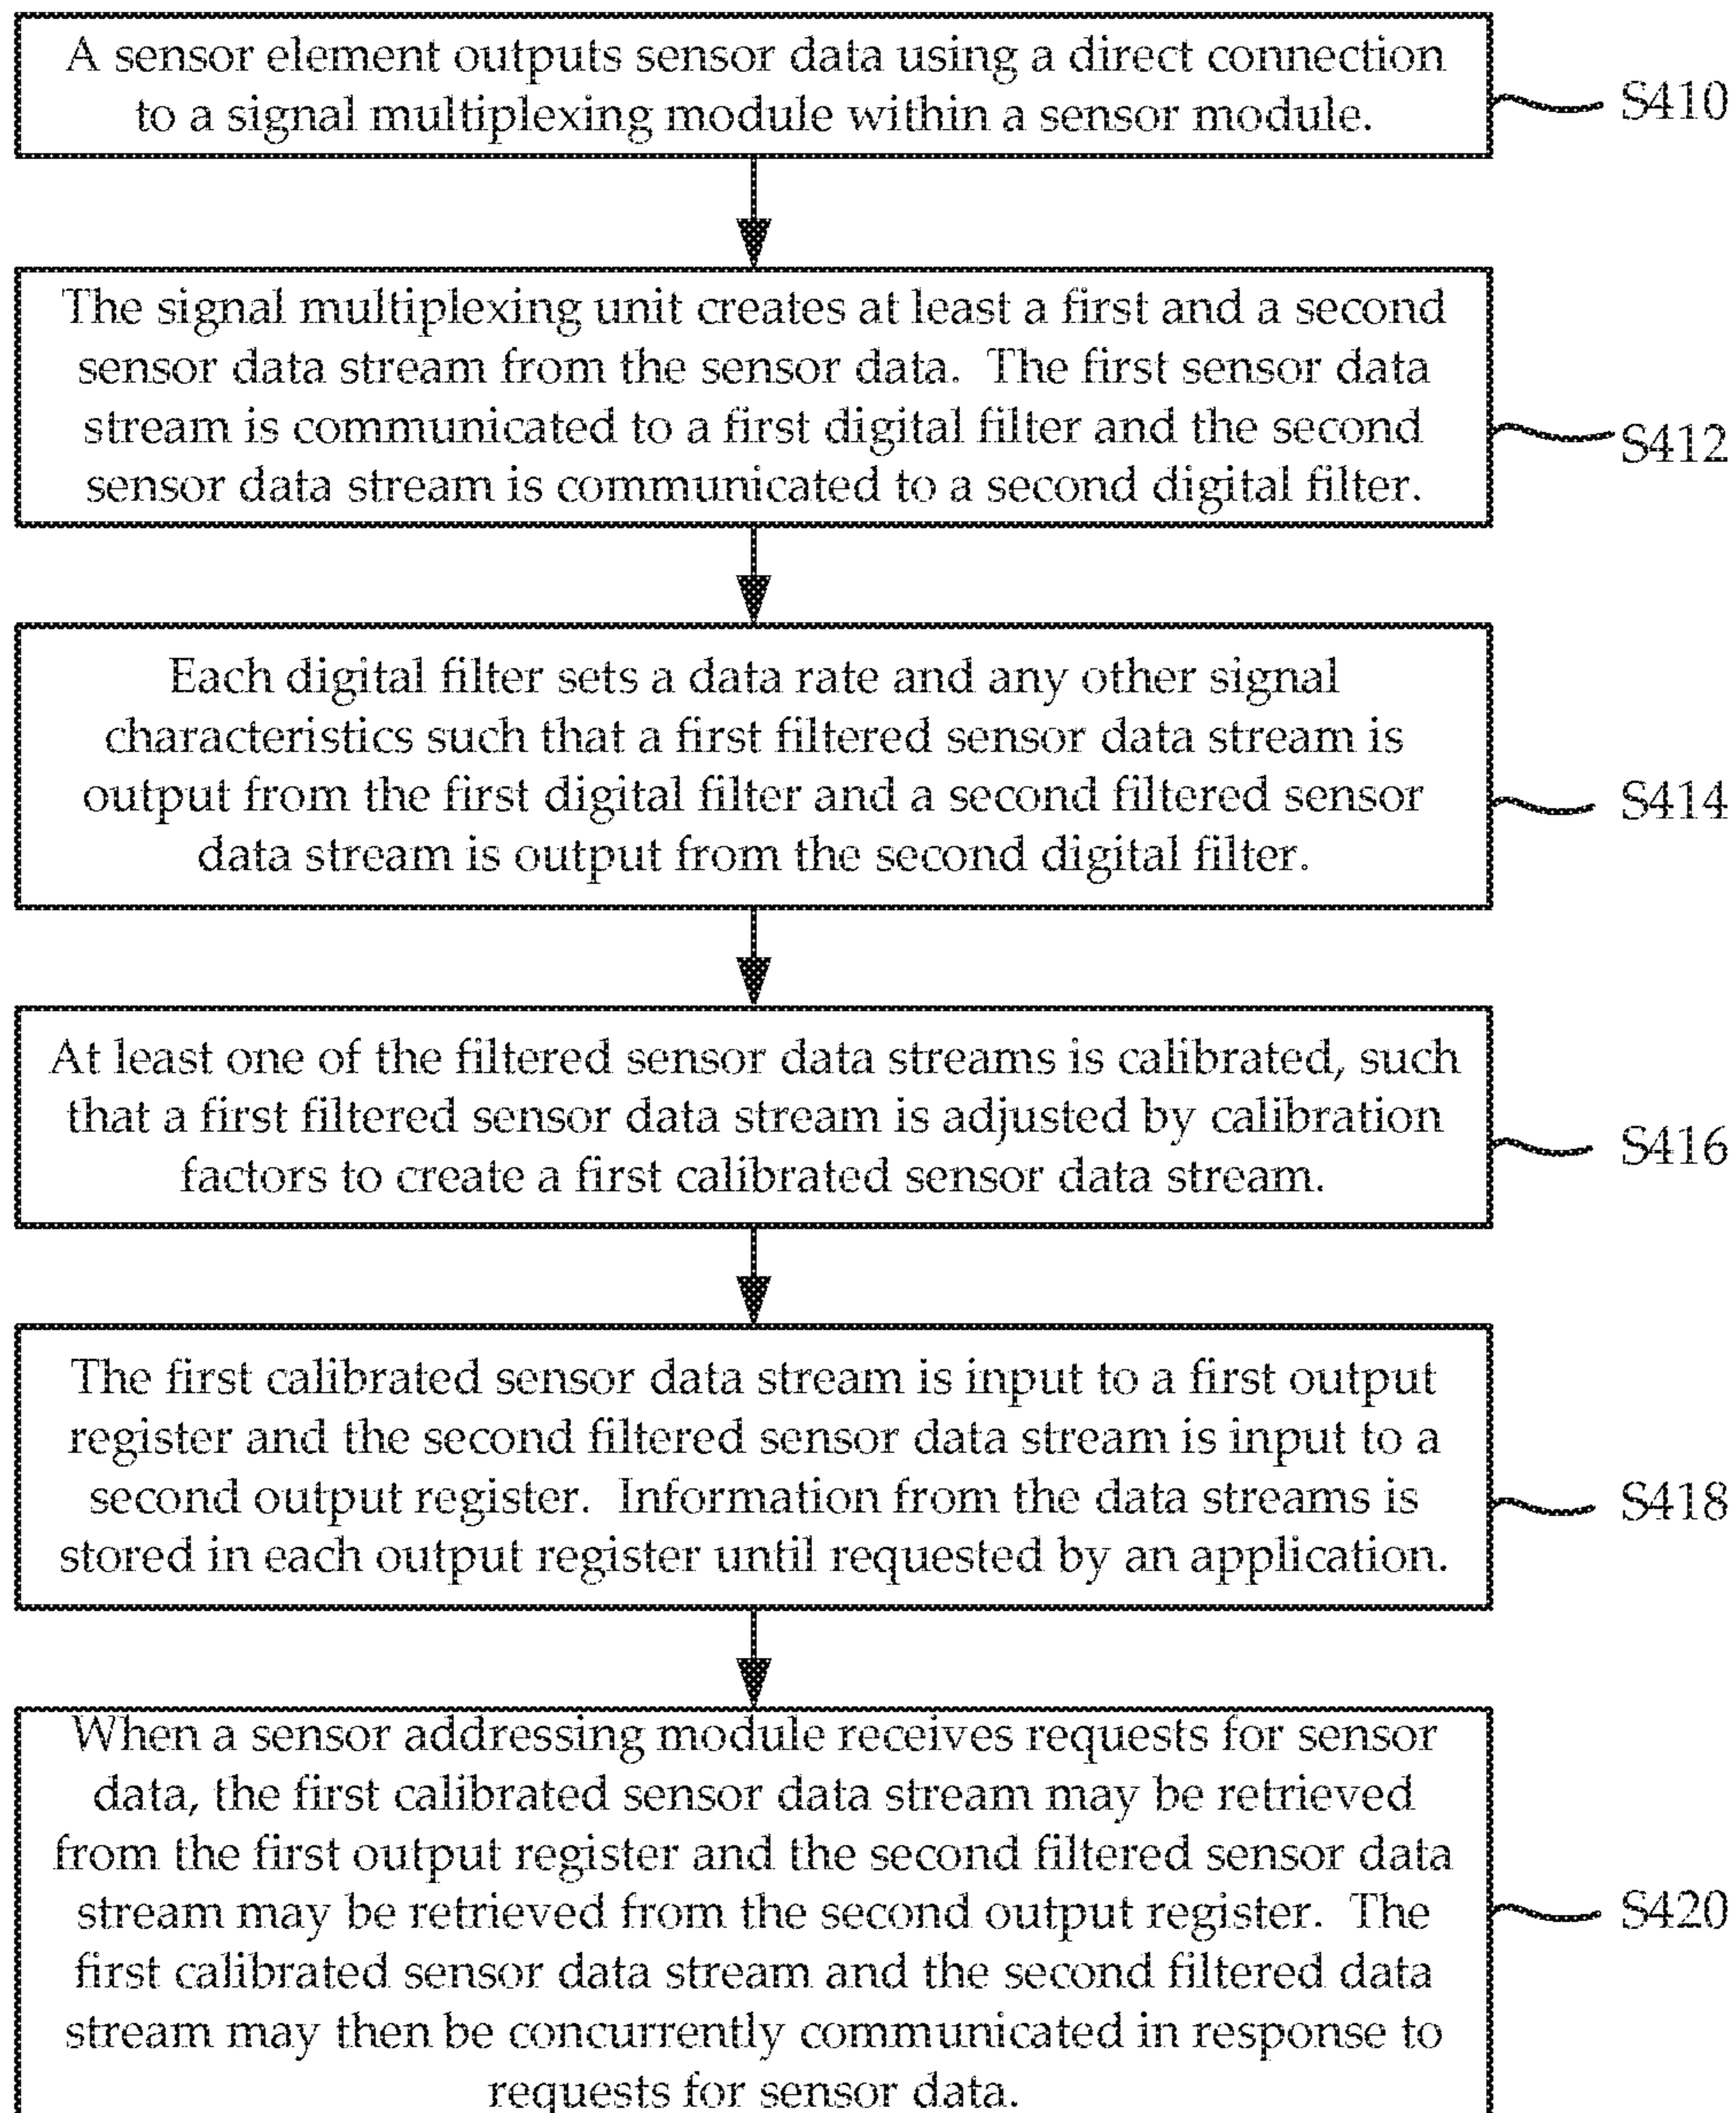 A sensor element outputs sensor data using a direct connection
to a signal multiplexing module within a sensor module.
S410
The signal multiplexing unit creates at least a first and a second
sensor data stream from the sensor data. The first sensor data
stream is communicated to a first digital filter and the second
sensor data stream is communicated to a second digital filter.
S412
Each digital filter sets a data rate and any other signal
characteristics such that a first filtered sensor data stream is
output from the first digital filter and a second filtered sensor
data stream is output from the second digital filter.
S414
At least one of the filtered sensor data streams is calibrated, such
that a first filtered sensor data stream is adjusted by calibration
factors to create a first calibrated sensor data stream.
S416
The first calibrated sensor data stream is input to a first output
register and the second filtered sensor data stream is input to a
second output register. Information from the data streams is
stored in each output register until requested by an application.
S418
When a sensor addressing module receives requests for sensor
data, the first calibrated sensor data stream may be retrieved
from the first output register and the second filtered sensor data
stream may be retrieved from the second output register. The
first calibrated sensor data stream and the second filtered data
stream may then be concurrently communicated in response to
requests for sensor data.
S420